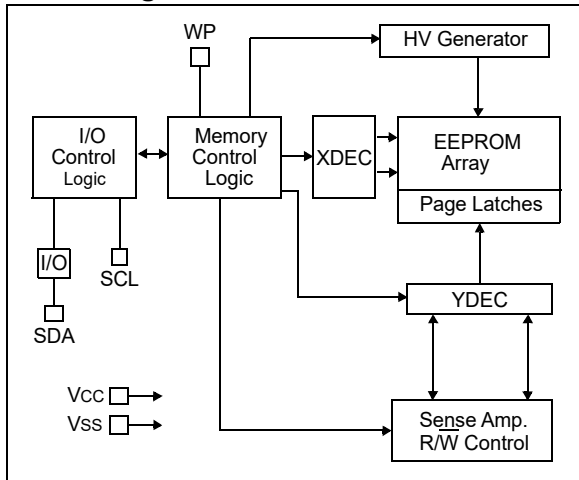 WP
HV Generator
I/O
Control
Logic
Memory
Control
Logic
XDEC
EEPROM
Array
Page Latches
I/O
SCL
SDA
YDEC
VCC
VSS
Sense Amp.
R/W̅ Control